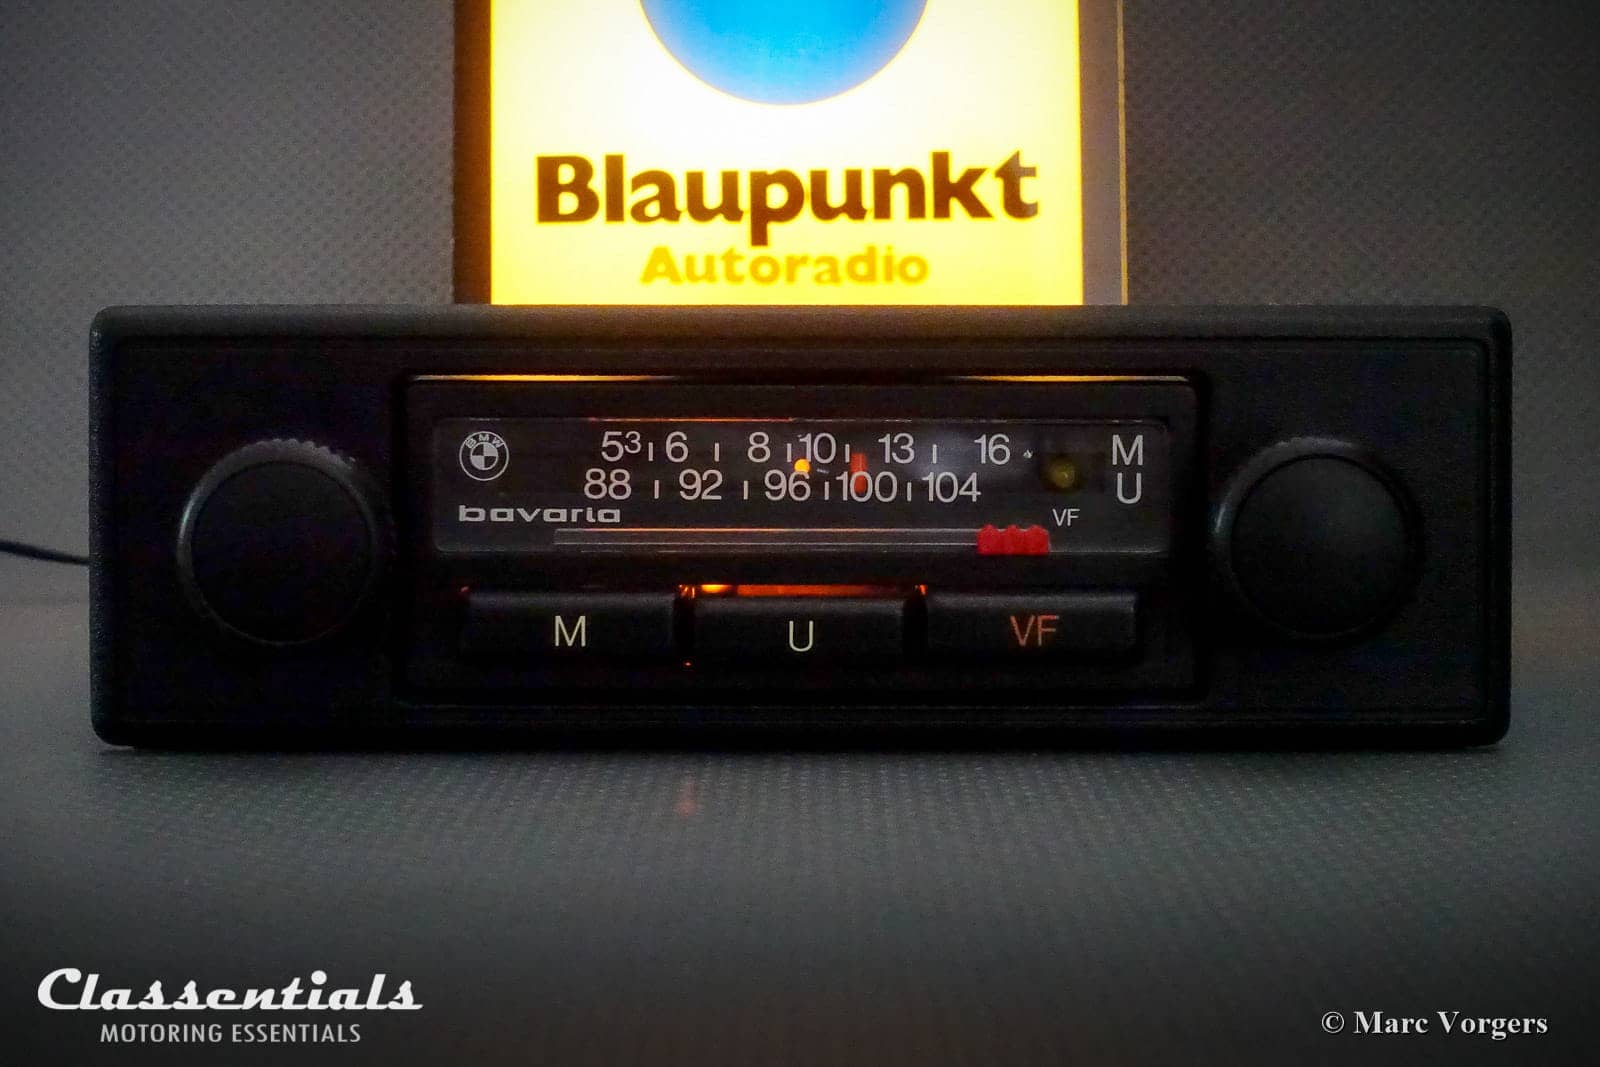 Blaupunkt
Autoradio
BMW
53 6 8 10 13 16 M
88 92 96 100 104 U
bavaria
VF
M U VF
Classentials
MOTORING ESSENTIALS
© Marc Vorgers